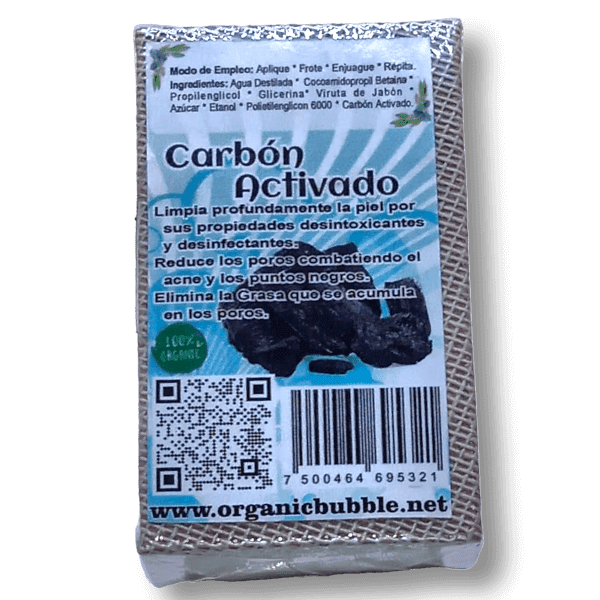 Modo de Empleo: Aplique * Frote * Enjuague * Repita.
Ingredientes: Agua Destilada * Cocoamidopropil Betaina *
Propilenglicol * Glicerina* Viruta de Jabón *
Azúcar * Etanol * Polietilenglicon 6000 * Carbón Activado.
Carbón
Activado
Limpia profundamente la piel por
sus propiedades desintoxicantes
y desinfectantes.
Reduce los poros combatiendo el
acne y los puntos negros.
Elimina la Grasa que se acumula
en los poros.
100%
ORGANIC
7 500464 695321
www.organicbubble.net